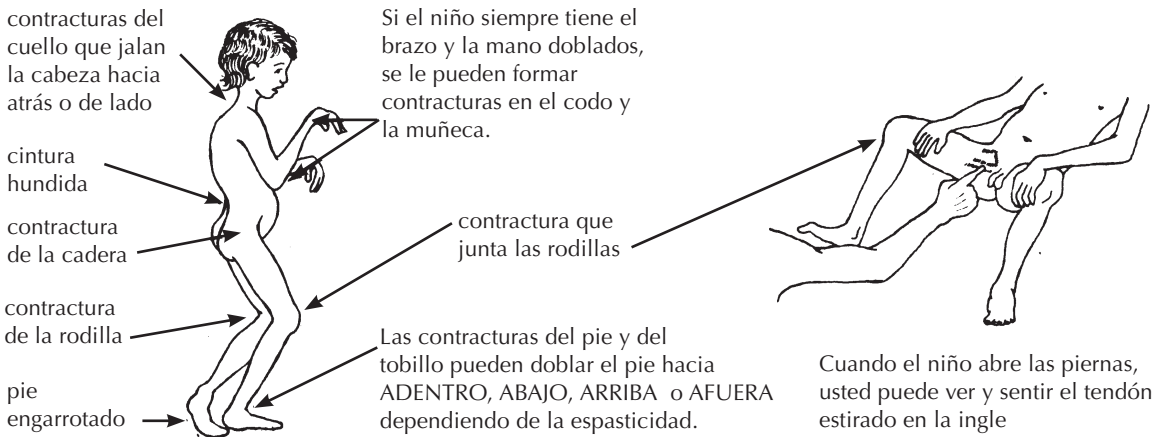 contracturas del
cuello que jalan
la cabeza hacia
atrás o de lado
Si el niño siempre tiene el
brazo y la mano doblados,
se le pueden formar
contracturas en el codo y
la muñeca.
cintura
hundida
contractura
de la cadera
contractura que
junta las rodillas
contractura
de la rodilla
Las contracturas del pie y del
tobillo pueden doblar el pie hacia
ADENTRO, ABAJO, ARRIBA o AFUERA
dependiendo de la espasticidad.
pie
engarrotado
Cuando el niño abre las piernas,
usted puede ver y sentir el tendón
estirado en la ingle